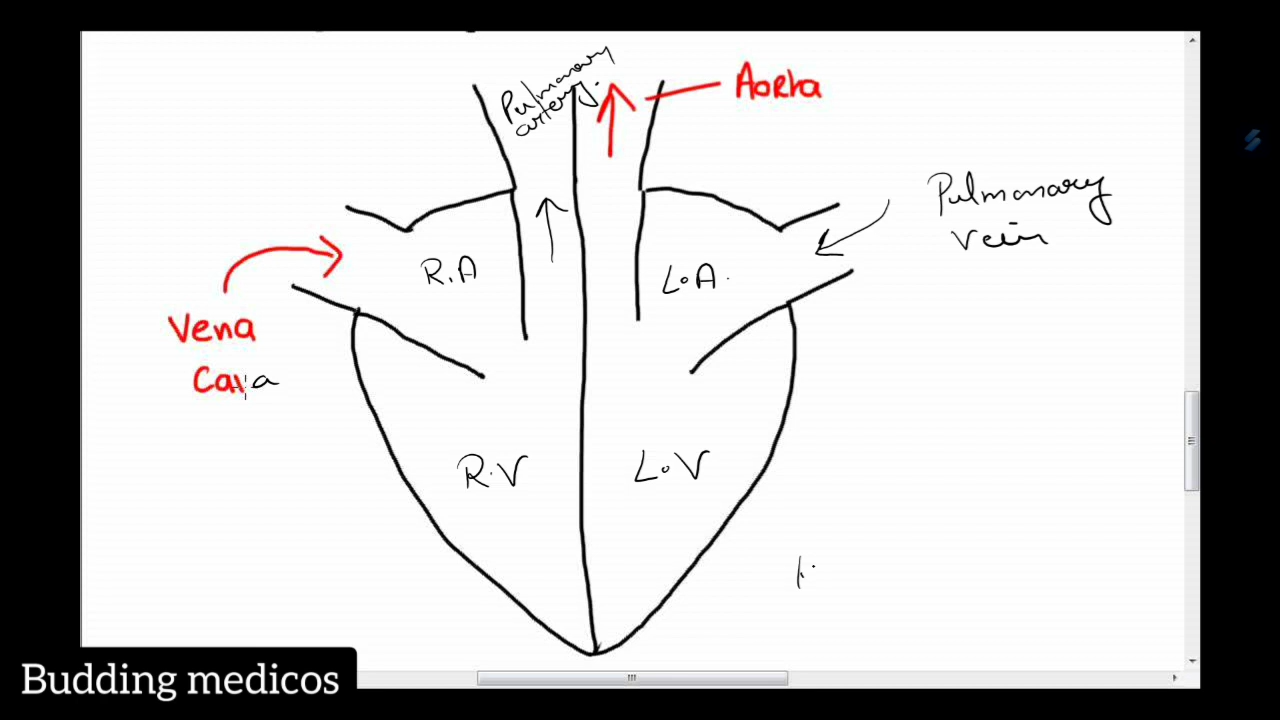 Pulmonary
artery.
Aorta
Pulmonary
vein
R.A
L.A.
Vena
Cava
R.V
L.V
Budding medicos